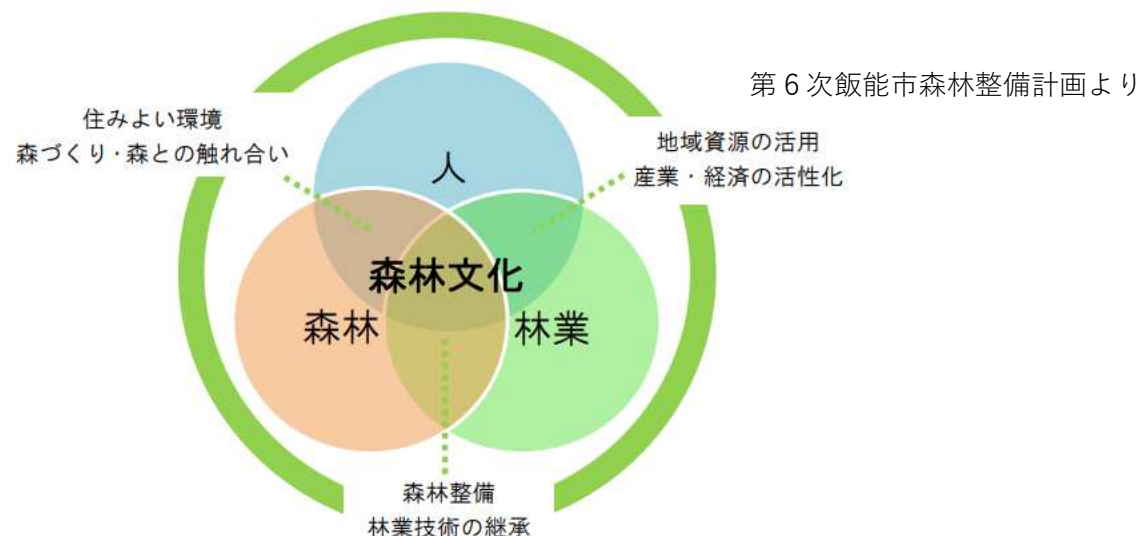 第6次飯能市森林整備計画より
住みよい環境
森づくり・森との触れ合い
地域資源の活用
産業・経済の活性化
人
森林文化
森林
林業
森林整備
林業技術の継承